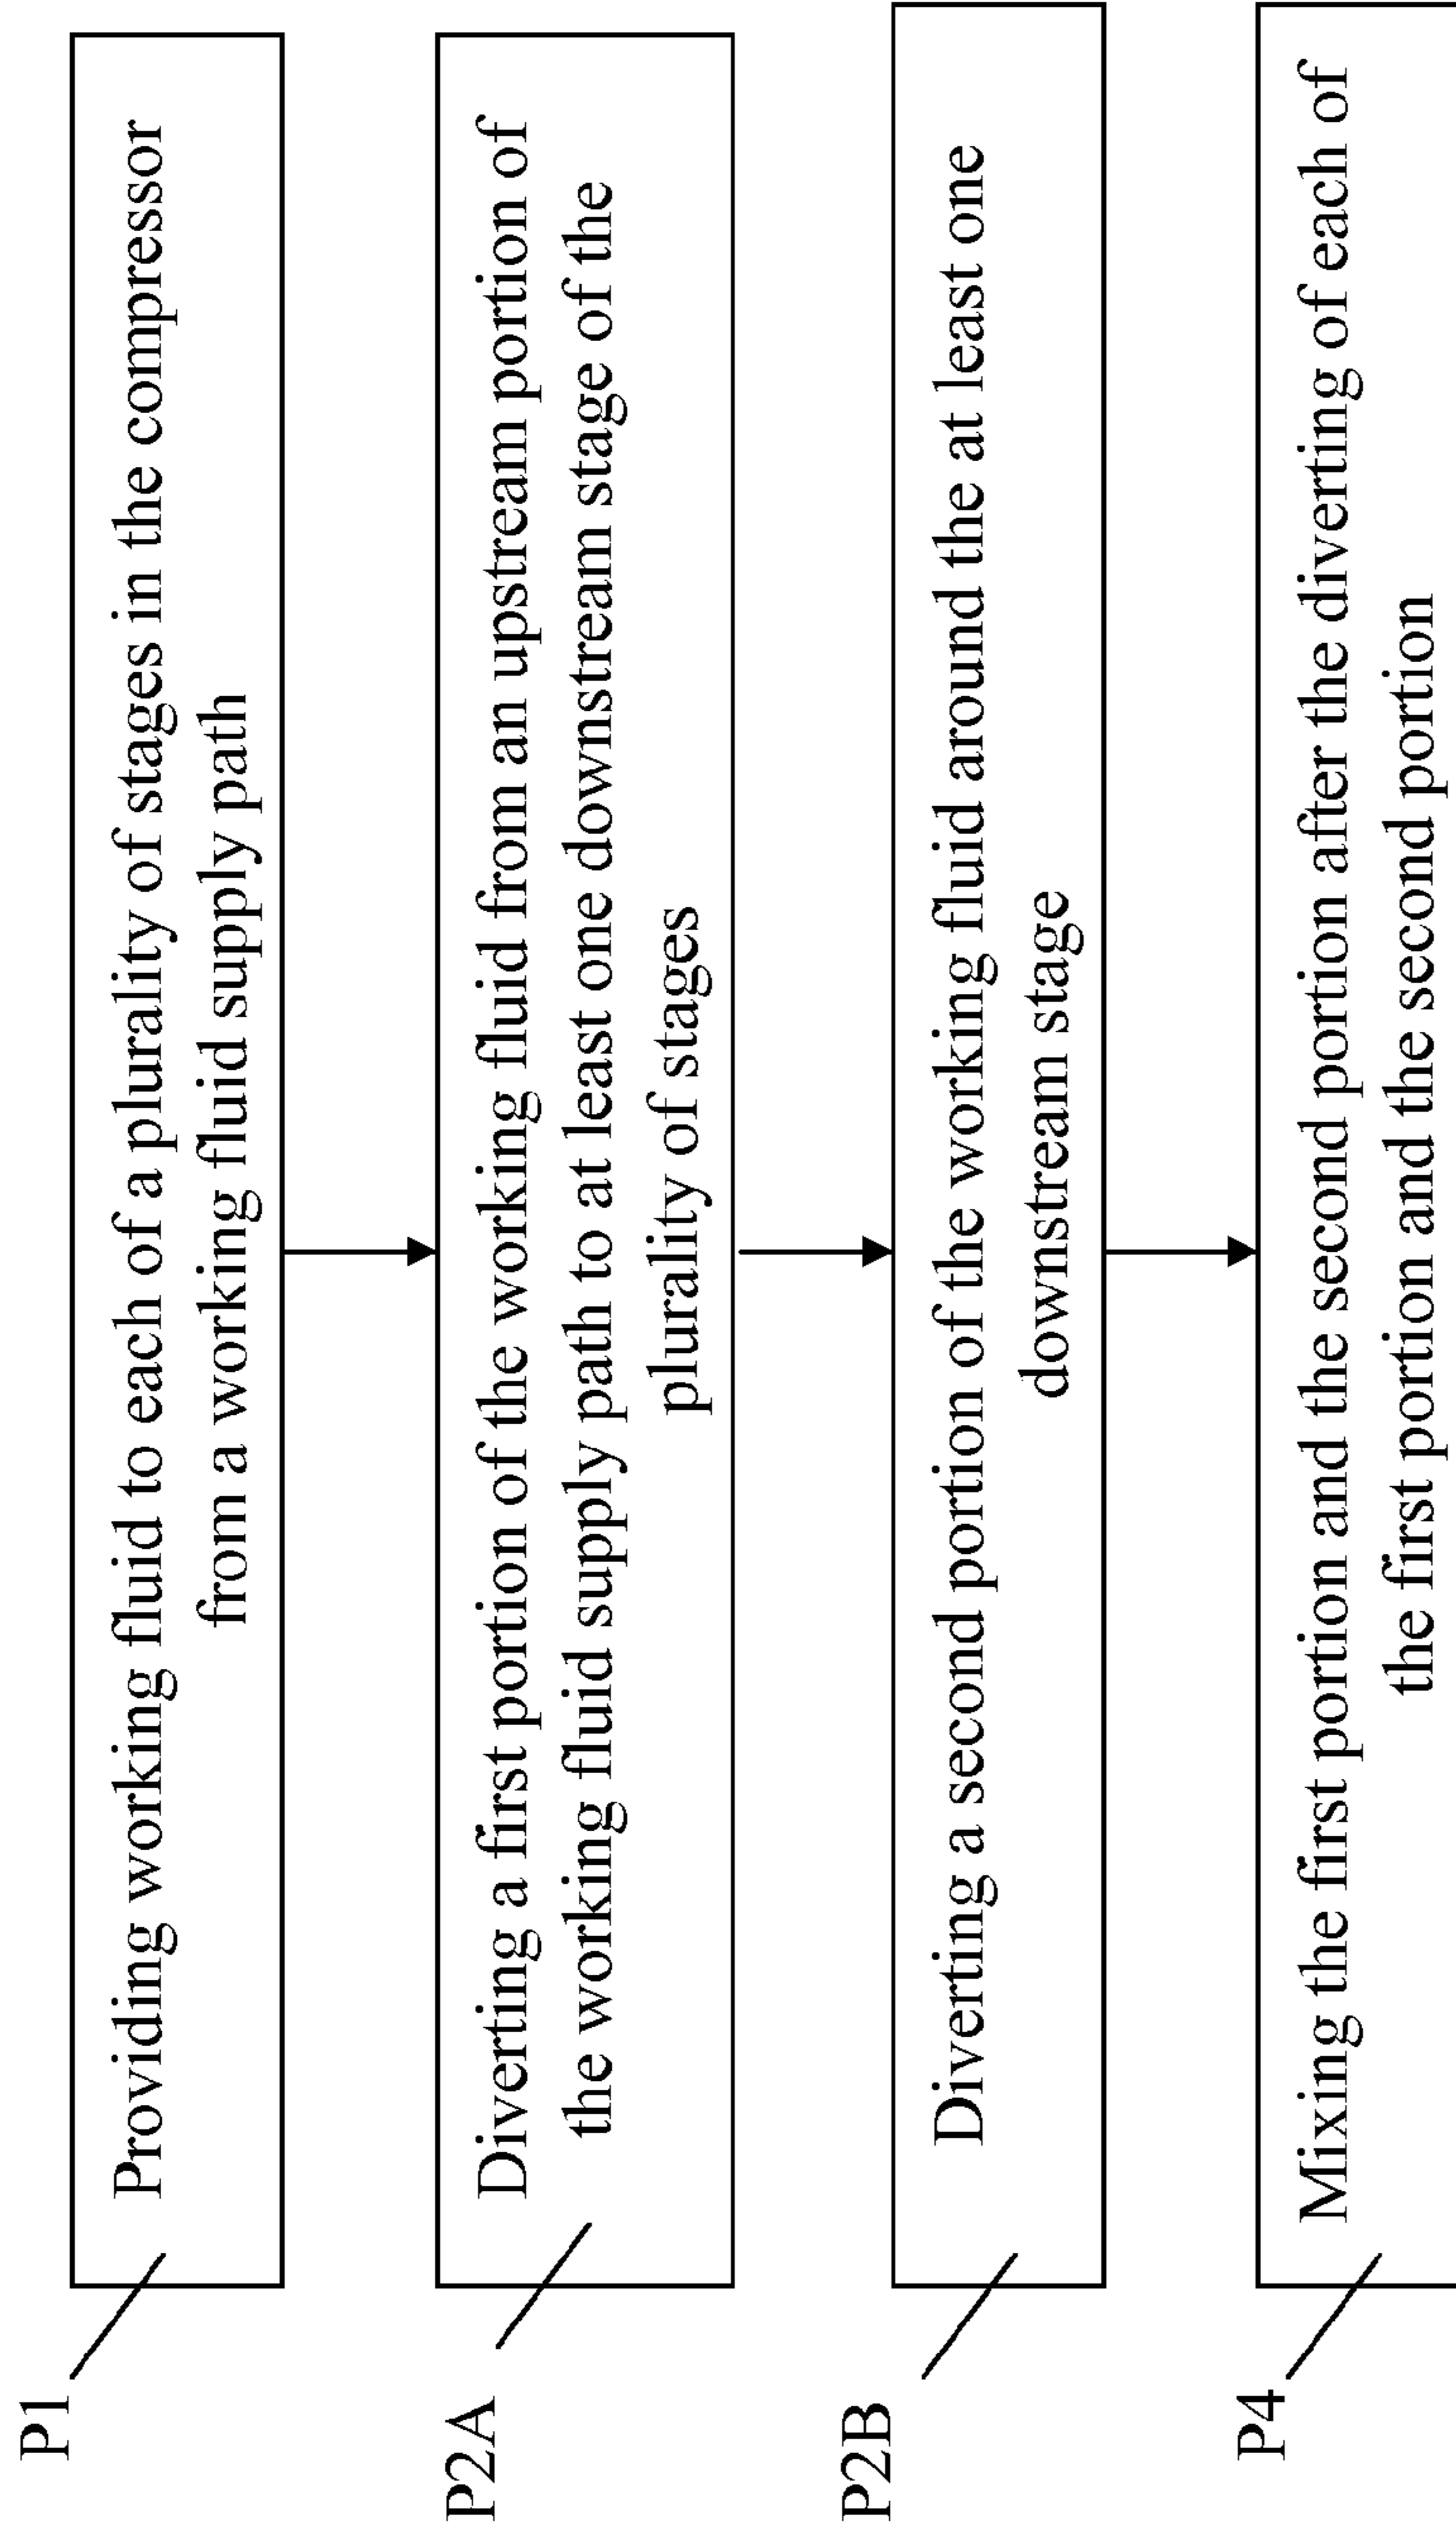 P1
Providing working fluid to each of a plurality of stages in the compressor
from a working fluid supply path
P2A
Diverting a first portion of the working fluid from an upstream portion of
the working fluid supply path to at least one downstream stage of the
plurality of stages
P2B
Diverting a second portion of the working fluid around the at least one
downstream stage
P4
Mixing the first portion and the second portion after the diverting of each of
the first portion and the second portion